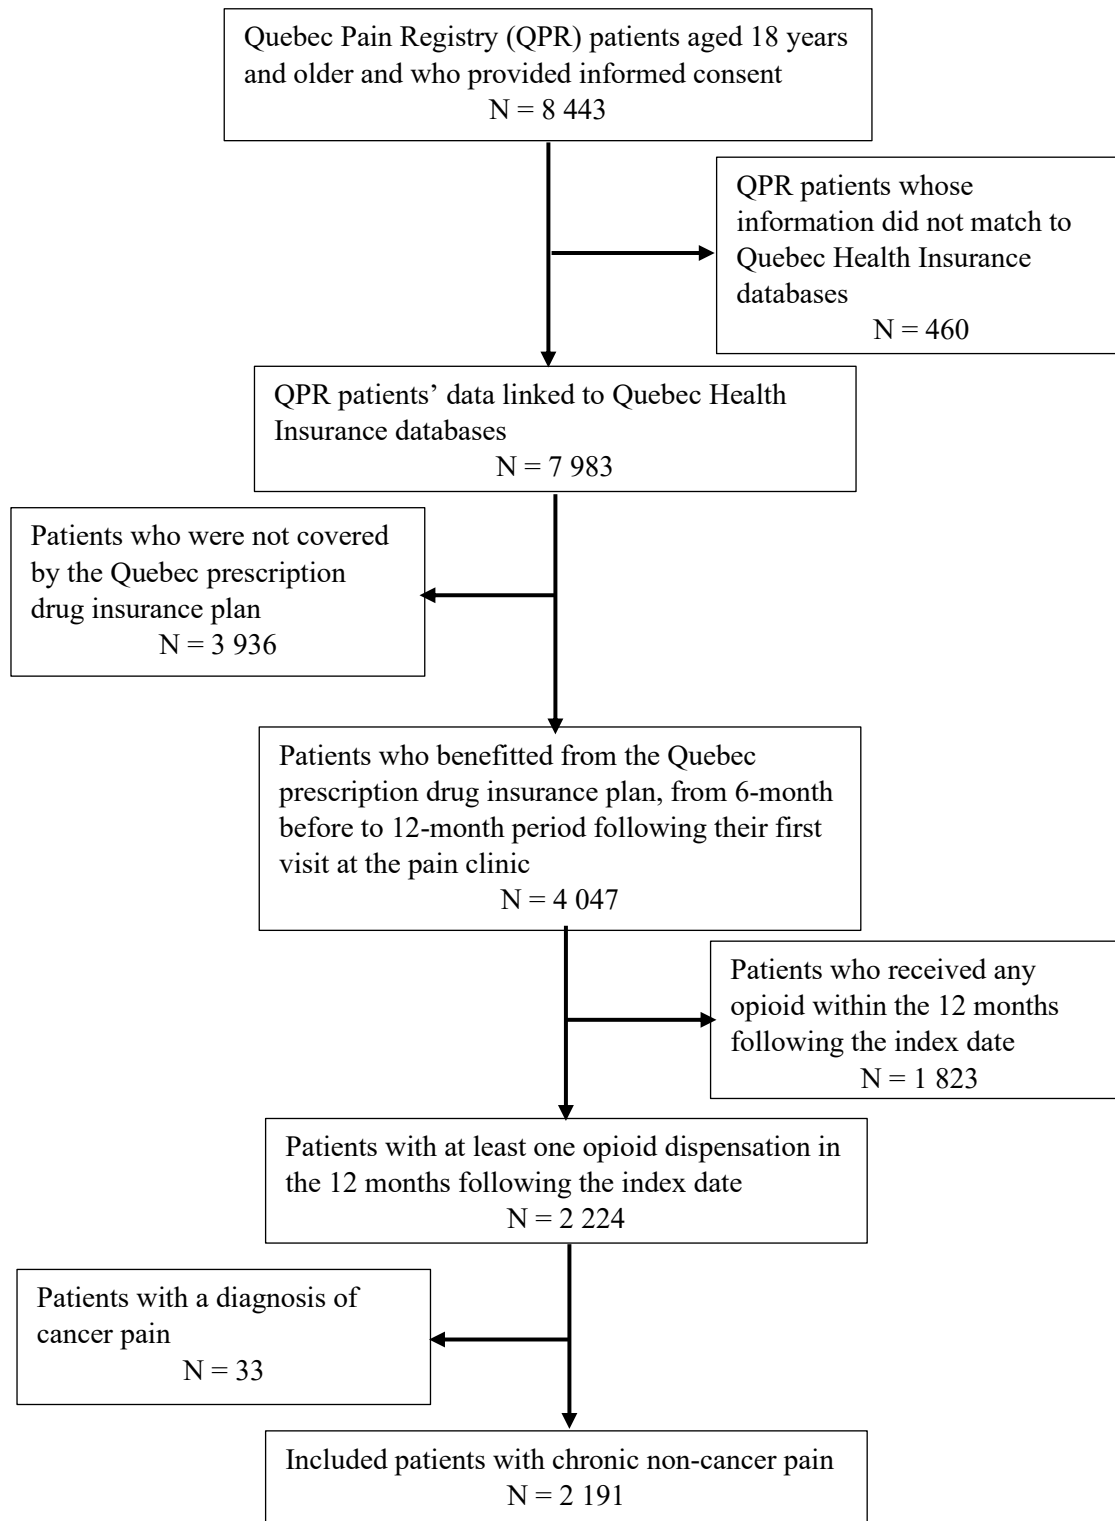 Quebec Pain Registry (QPR) patients aged 18 years
and older and who provided informed consent
N = 8 443
QPR patients whose
information did not match to
Quebec Health Insurance
databases
N = 460
QPR patients’ data linked to Quebec Health
Insurance databases
N = 7 983
Patients who were not covered
by the Quebec prescription
drug insurance plan
N = 3 936
Patients who benefitted from the Quebec
prescription drug insurance plan, from 6-month
before to 12-month period following their first
visit at the pain clinic
N = 4 047
Patients who received any
opioid within the 12 months
following the index date
N = 1 823
Patients with at least one opioid dispensation in
the 12 months following the index date
N = 2 224
Patients with a diagnosis of
cancer pain
N = 33
Included patients with chronic non-cancer pain
N = 2 191